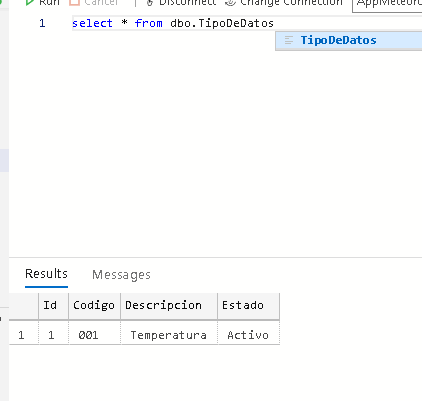 Run Cancel Disconnect Change Connection AppMeteoro
1 select * from dbo.TipoDeDatos
TipoDeDatos
Results Messages
Id Codigo Descripcion Estado
1 1 001 Temperatura Activo